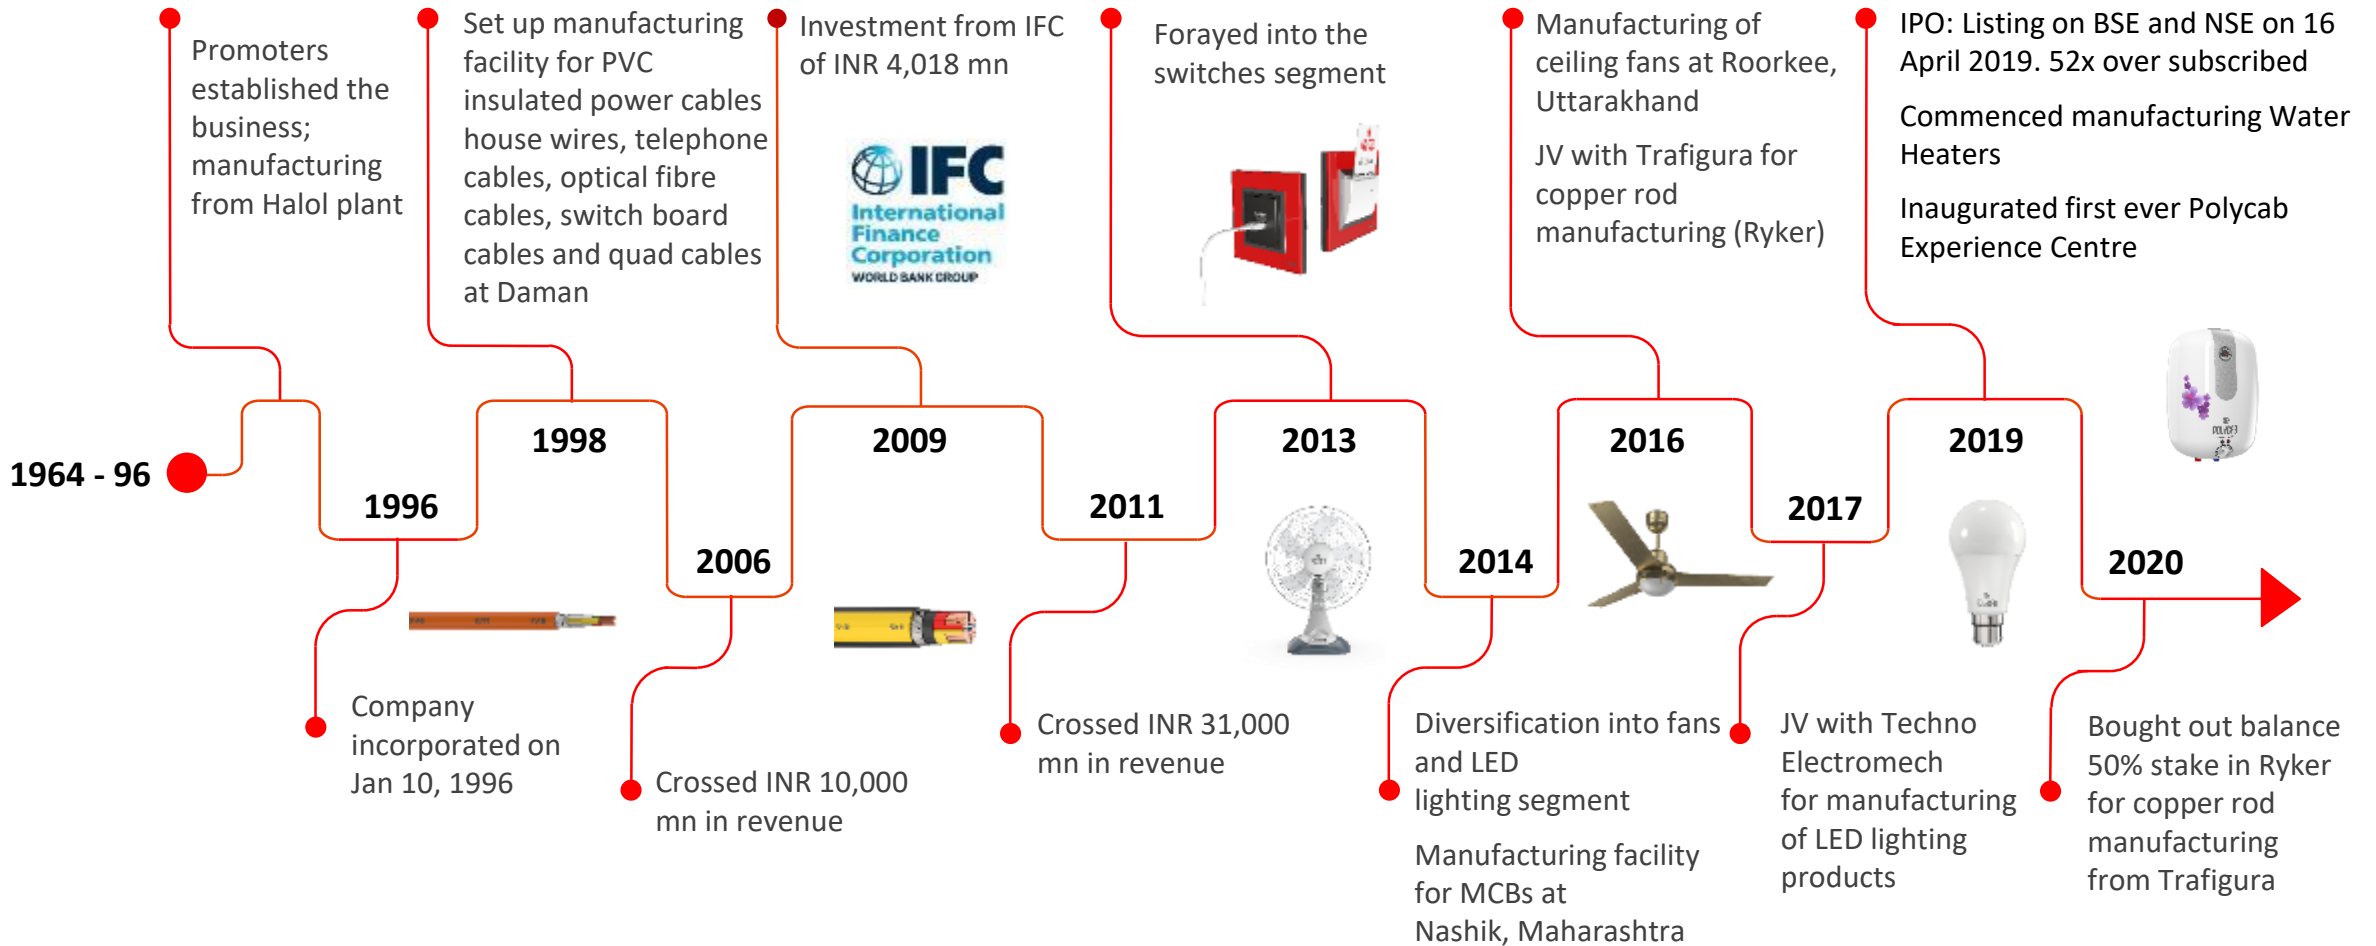 Promoters
established the
business;
manufacturing
from Halol plant
Set up manufacturing
facility for PVC
insulated power cables
house wires, telephone
cables, optical fibre
cables, switch board
cables and quad cables
at Daman
Investment from IFC
of INR 4,018 mn
IFC
International
Finance
Corporation
WORLD BANK GROUP
Forayed into the
switches segment
Manufacturing of
ceiling fans at Roorkee,
Uttarakhand
JV with Trafigura for
copper rod
manufacturing (Ryker)
IPO: Listing on BSE and NSE on 16
April 2019. 52x over subscribed
Commenced manufacturing Water
Heaters
Inaugurated first ever Polycab
Experience Centre
1964 - 96
1996
1998
2006
2009
2011
2013
2014
2016
2017
2019
2020
Company
incorporated on
Jan 10, 1996
Crossed INR 10,000
mn in revenue
Crossed INR 31,000
mn in revenue
Diversification into fans
and LED
lighting segment
Manufacturing facility
for MCBs at
Nashik, Maharashtra
JV with Techno
Electromech
for manufacturing
of LED lighting
products
Bought out balance
50% stake in Ryker
for copper rod
manufacturing
from Trafigura